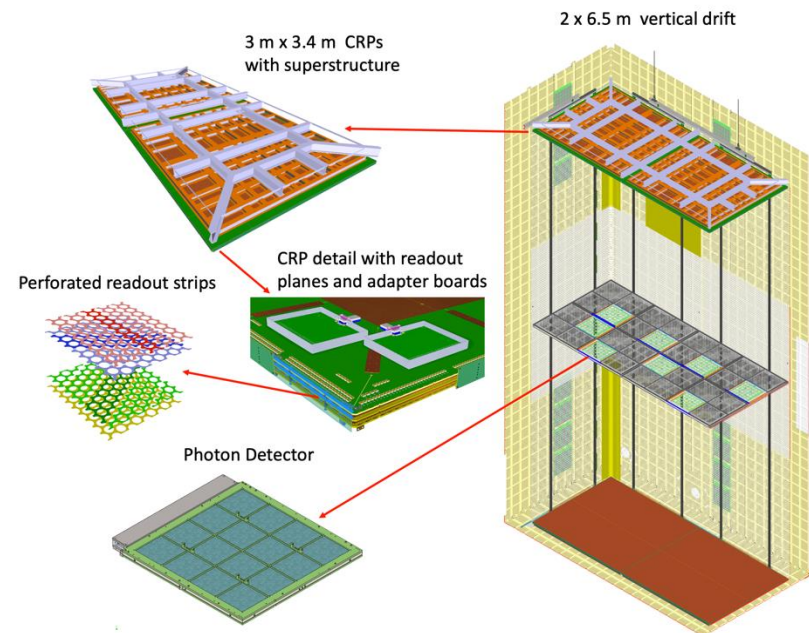 3 m x 3.4 m CRPs
with superstructure
2 x 6.5 m vertical drift
CRP detail with readout
planes and adapter boards
Perforated readout strips
Photon Detector